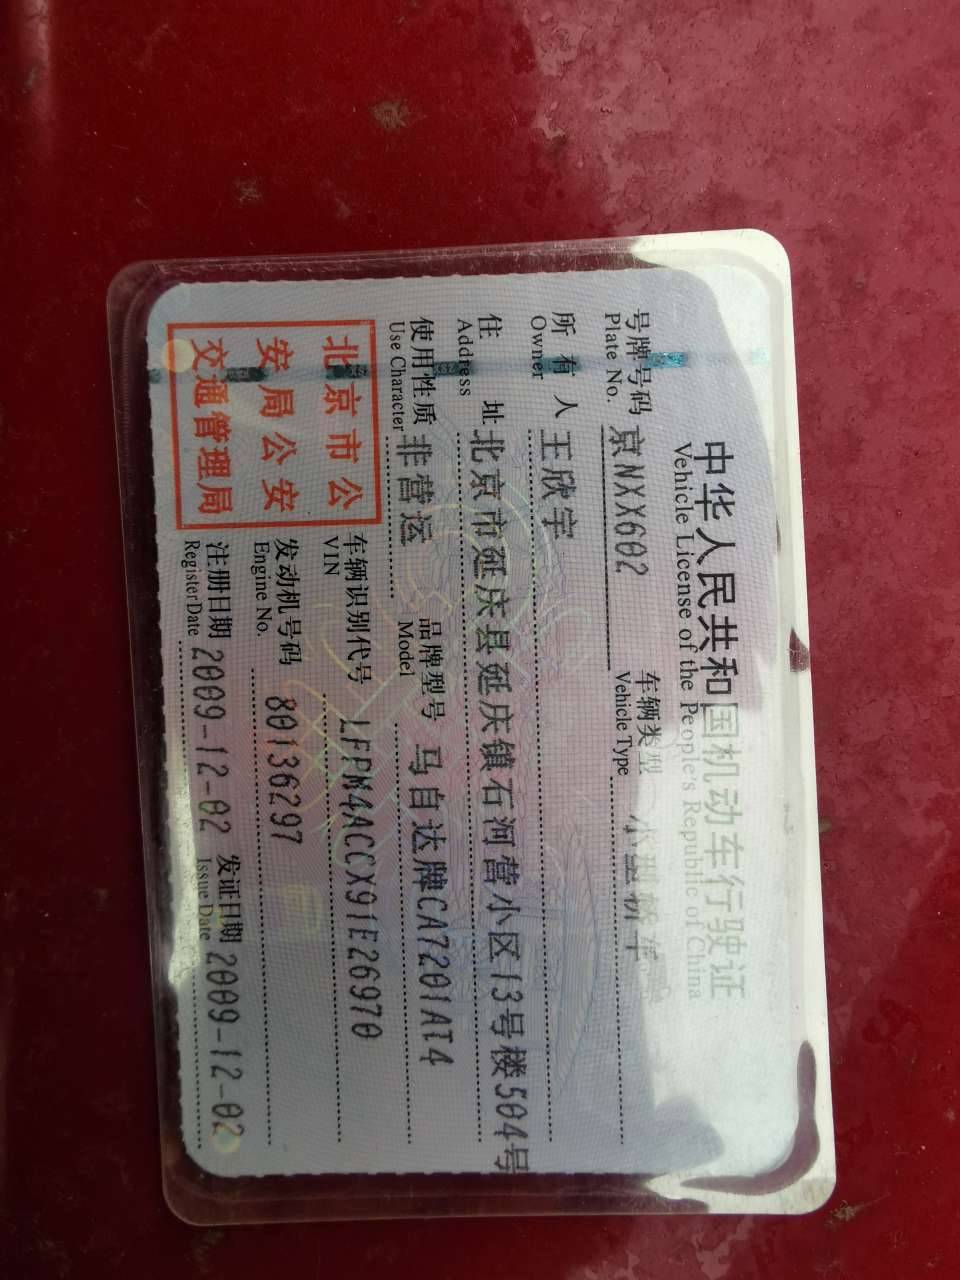 中华人民共和国机动车行驶证
Vehicle License of the People's Republic of China
号牌号码 京NXX602 车辆类型 小型轿车
Plate No. Vehicle Type
所有人 王欣宇
Owner
住址 北京市延庆县延庆镇石河营小区13号楼504号
Address
使用性质 非营运 品牌型号 马自达牌CA7201AT4
Use Character Model
北京市公
安局公安
交通管理局
车辆识别代号 LFPM4ACCX91E26970
VIN
发动机号码 80136297
Engine No.
注册日期 2009-12-02 发证日期 2009-12-02
Register Date Issue Date